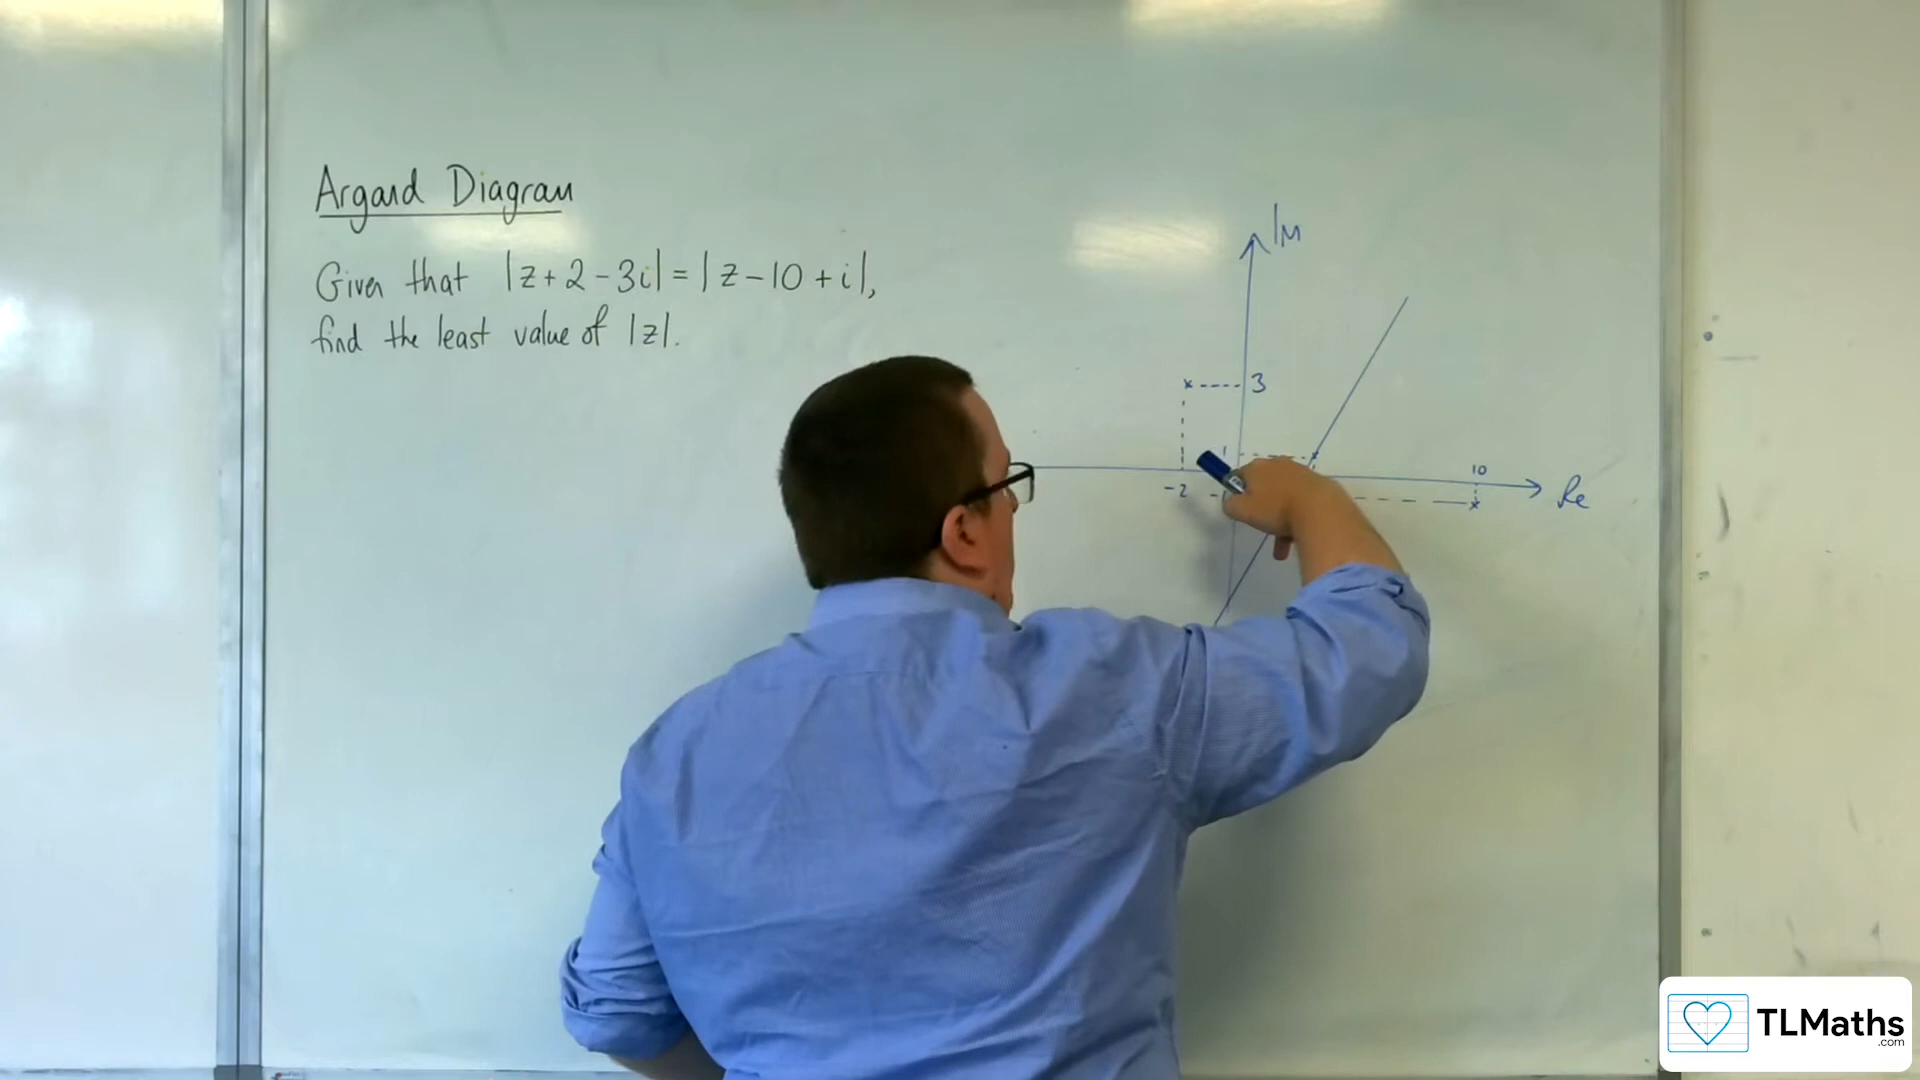 Argand Diagram
Given that |z+2-3i|=|z-10+i|,
find the least value of |z|.
Im
3
1
10
-2
Re
TLMaths
.com